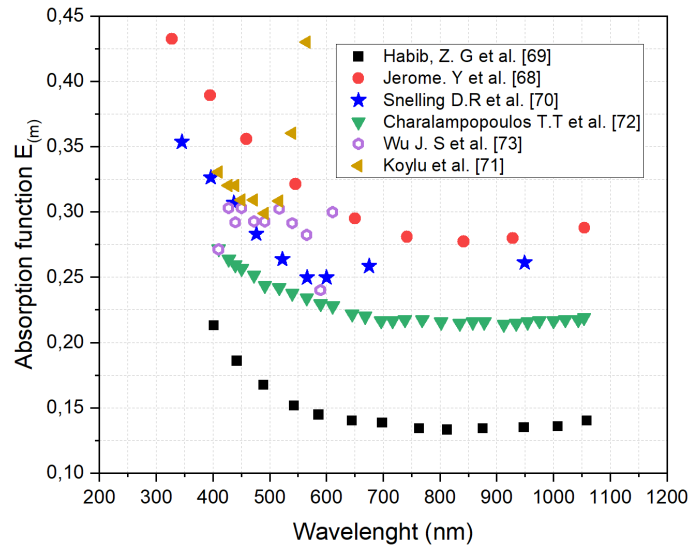 0,45
0,40
0,35
0,30
0,25
0,20
0,15
0,10
Absorption function E(m)
Habib, Z. G et al. [69]
Jerome. Y et al. [68]
Snelling D.R et al. [70]
Charalampopoulos T.T et al. [72]
Wu J. S et al. [73]
Koylu et al. [71]
200 300 400 500 600 700 800 900 1000 1100 1200
Wavelenght (nm)